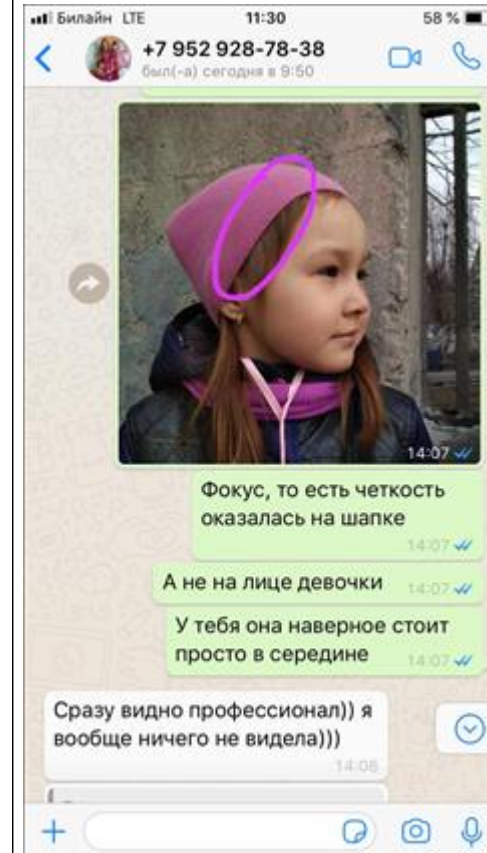 Билайн LTE 11:30 58 %
+7 952 928-78-38
был(-а) сегодня в 9:50
14:07
Фокус, то есть четкость
оказалась на шапке
14:07
А не на лице девочки 14:07
У тебя она наверное стоит
просто в середине 14:07
Сразу видно профессионал)) я
вообще ничего не видела)))
14:08